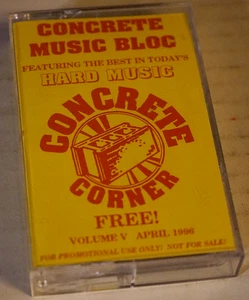 CONCRETE
MUSIC BLOC
FEATURING THE BEST IN TODAY'S
HARD MUSIC
CONCRETE
CORNER
FREE!
VOLUME V APRIL 1996
FOR PROMOTIONAL USE ONLY! NOT FOR SALE!